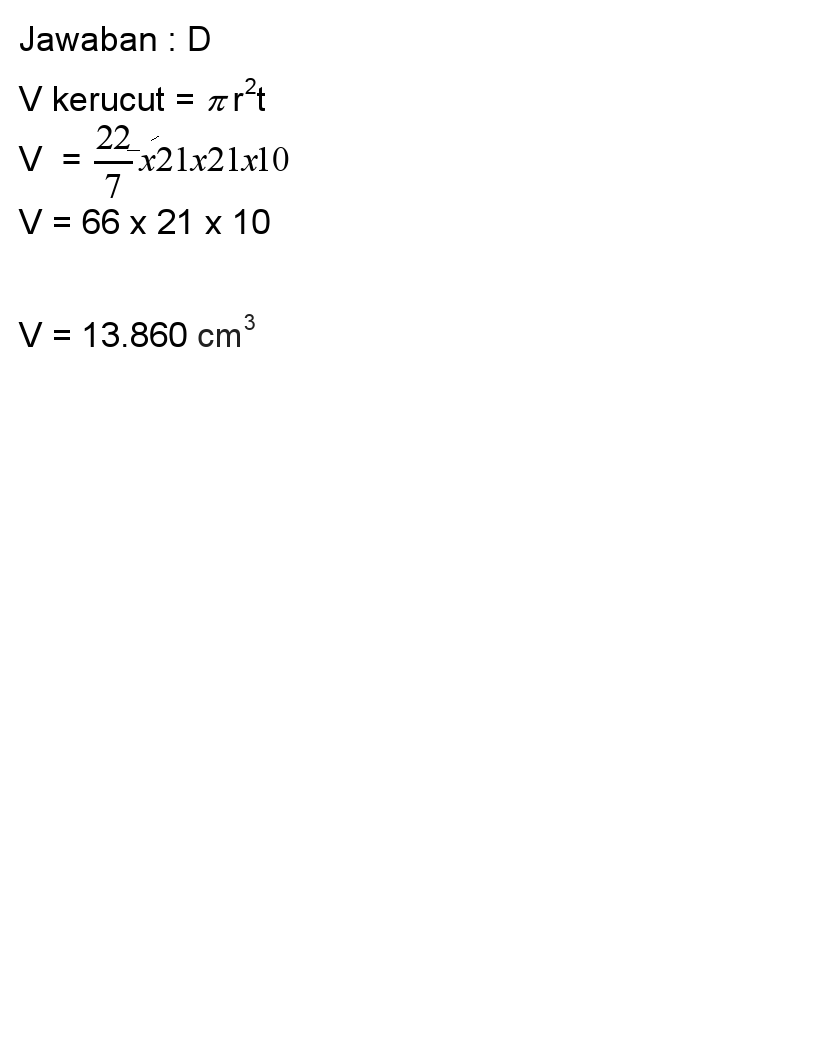 Jawaban : D
V kerucut = πr²t
V = 22/7 x21x21x10
V = 66 x 21 x 10
V = 13.860 cm³